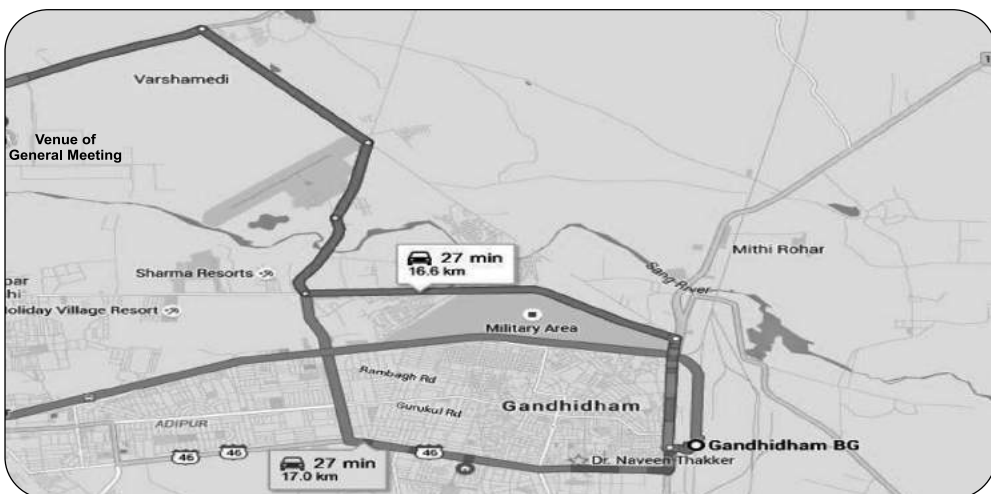 Varshamedi
Venue of
General Meeting
27 min
16.6 km
Mithi Rohar
Sharma Resorts
Sang River
Holiday Village Resort
Military Area
Rambagh Rd
Gurukul Rd
Gandhidham
ADIPUR
46
46
46
Gandhidham BG
Dr. Naveen Thakker
27 min
17.0 km